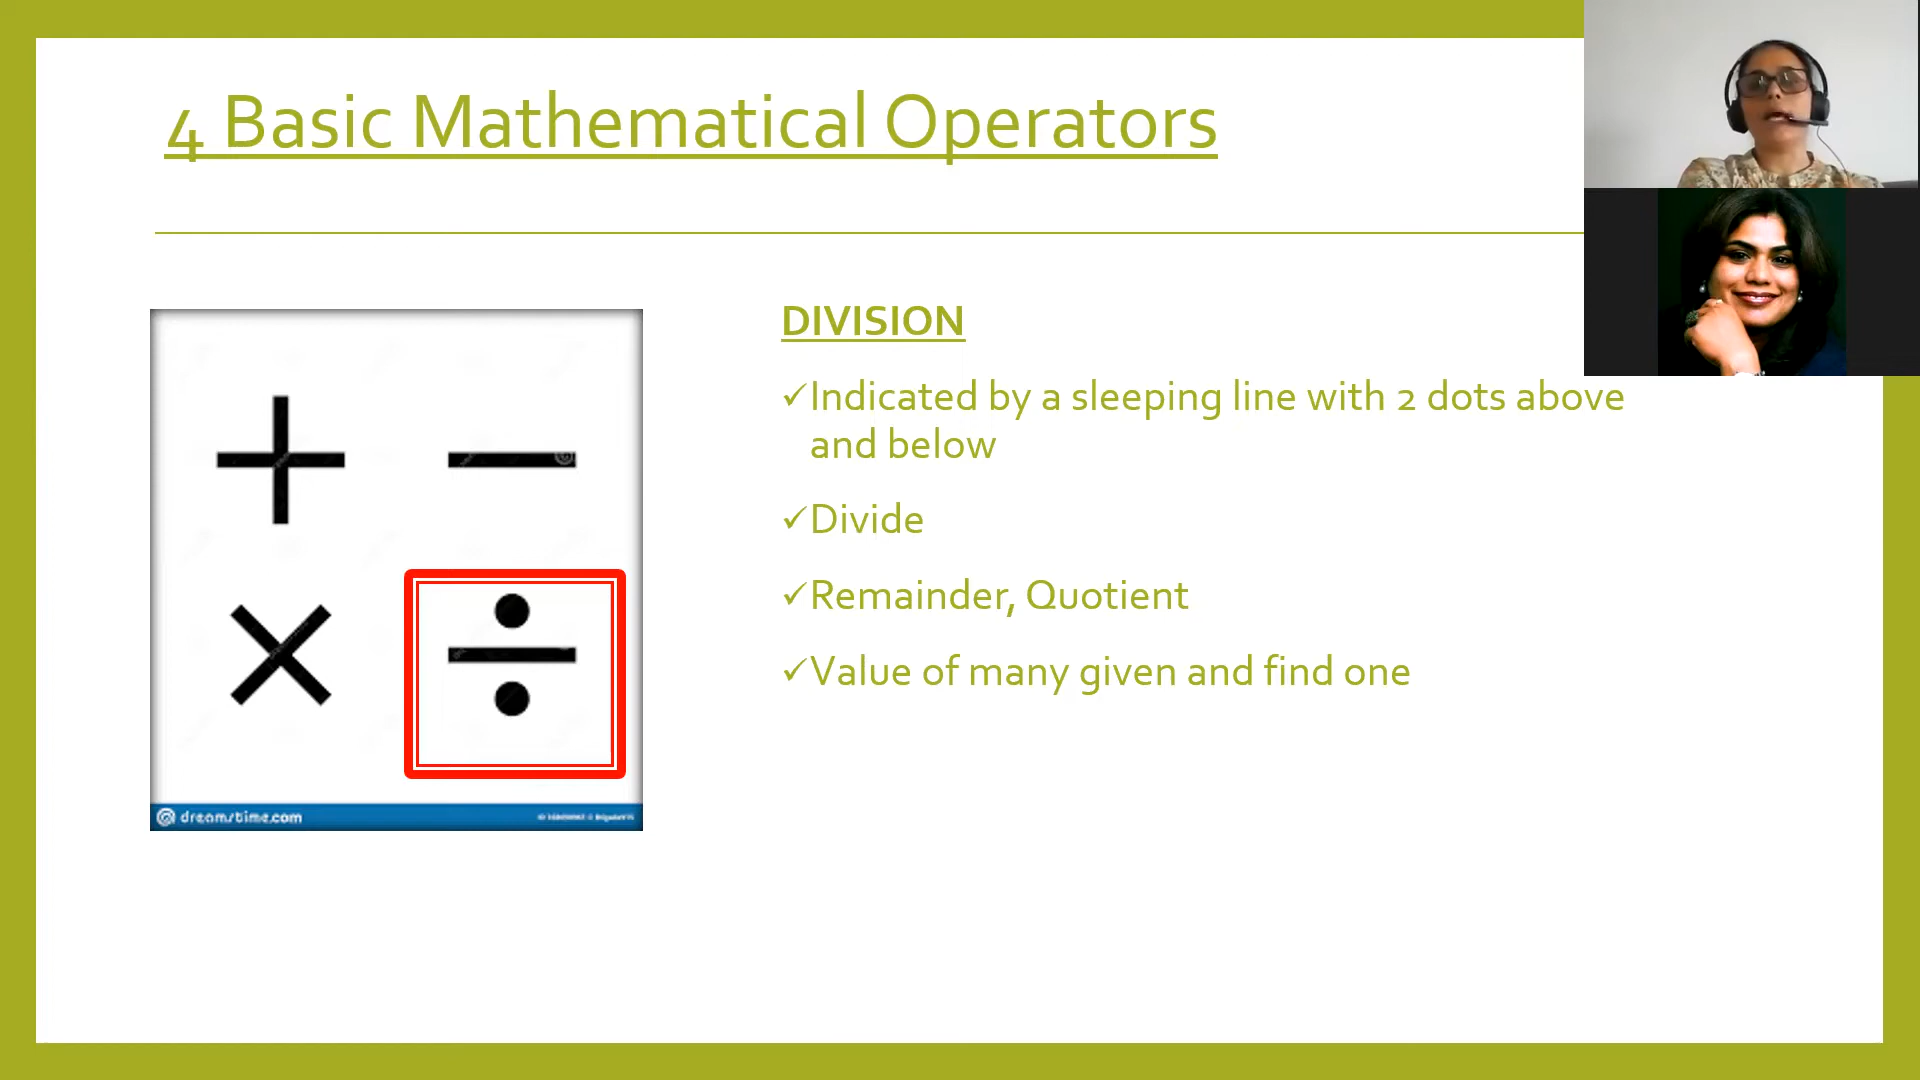 4 Basic Mathematical Operators
DIVISION
✓Indicated by a sleeping line with 2 dots above
and below
✓Divide
✓Remainder, Quotient
✓Value of many given and find one
+ −
× ÷
dreamstime.com